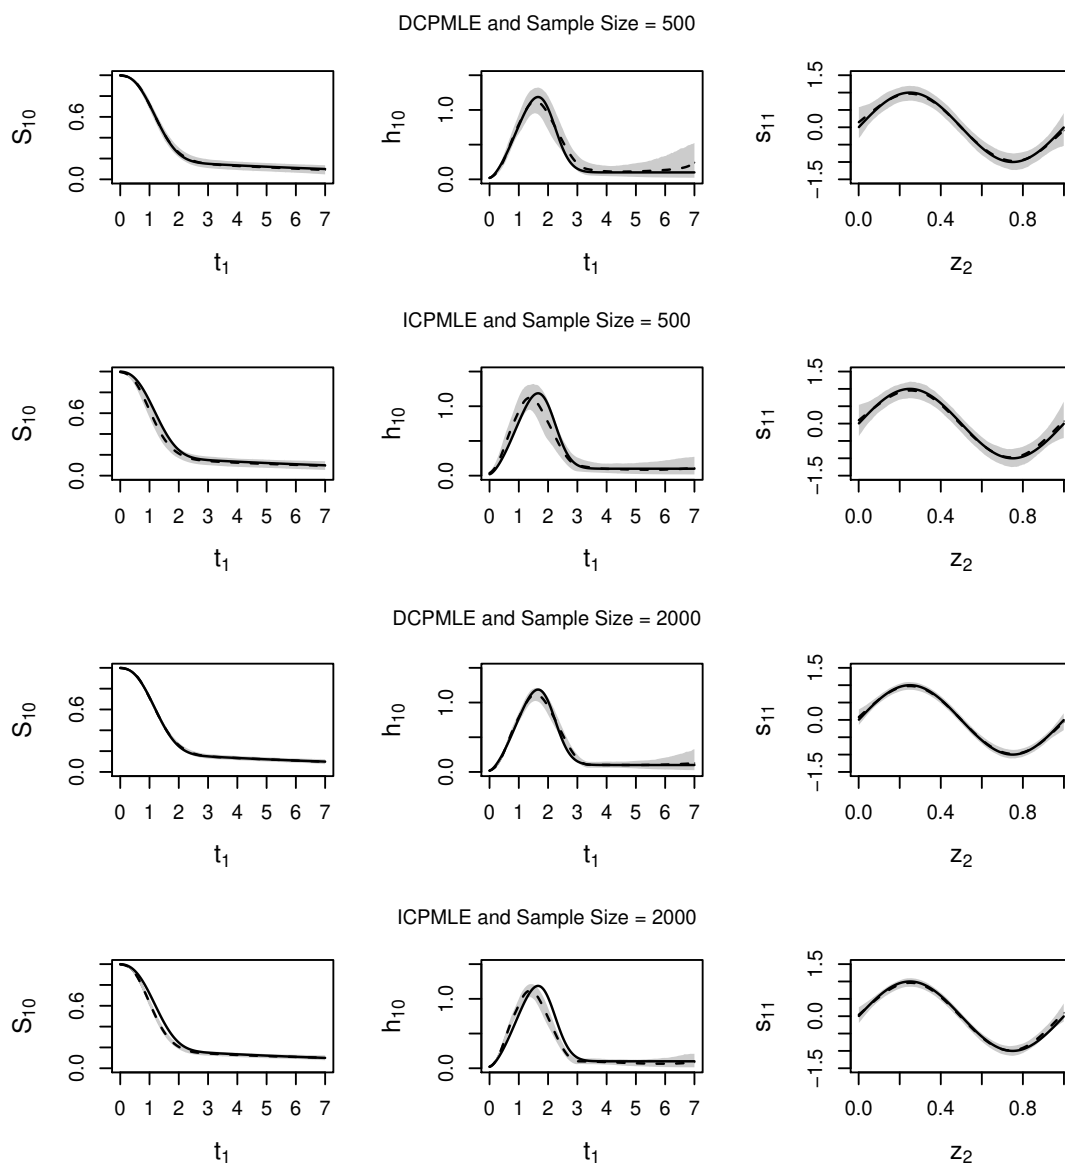 DCPMLE and Sample Size = 500
S10
0.0 0.6
0 1 2 3 4 5 6 7
t1
h10
0.0 1.0
0 1 2 3 4 5 6 7
t1
s11
−1.5 0.0 1.5
0.0 0.4 0.8
z2
ICPMLE and Sample Size = 500
S10
0.0 0.6
0 1 2 3 4 5 6 7
t1
h10
0.0 1.0
0 1 2 3 4 5 6 7
t1
s11
−1.5 0.0 1.5
0.0 0.4 0.8
z2
DCPMLE and Sample Size = 2000
S10
0.0 0.6
0 1 2 3 4 5 6 7
t1
h10
0.0 1.0
0 1 2 3 4 5 6 7
t1
s11
−1.5 0.0 1.5
0.0 0.4 0.8
z2
ICPMLE and Sample Size = 2000
S10
0.0 0.6
0 1 2 3 4 5 6 7
t1
h10
0.0 1.0
0 1 2 3 4 5 6 7
t1
s11
−1.5 0.0 1.5
0.0 0.4 0.8
z2